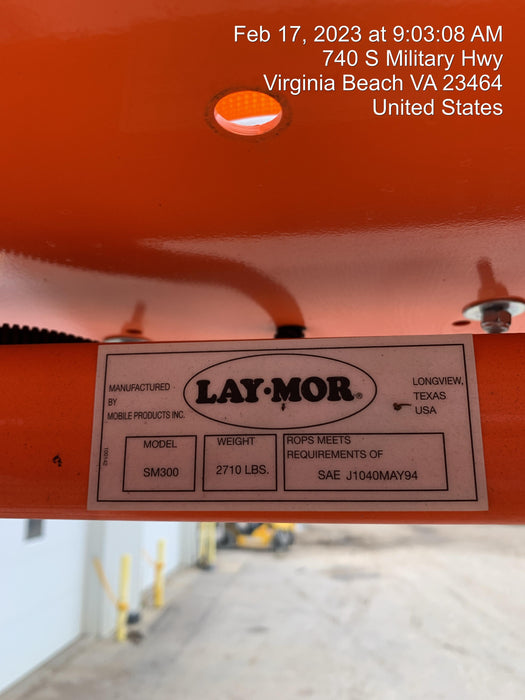 Feb 17, 2023 at 9:03:08 AM
740 S Military Hwy
Virginia Beach VA 23464
United States
MANUFACTURED
BY
MOBILE PRODUCTS INC.
LAY·MOR®
LONGVIEW,
TEXAS
USA
100142
MODEL
SM300
WEIGHT
2710 LBS.
ROPS MEETS
REQUIREMENTS OF
SAE J1040MAY94